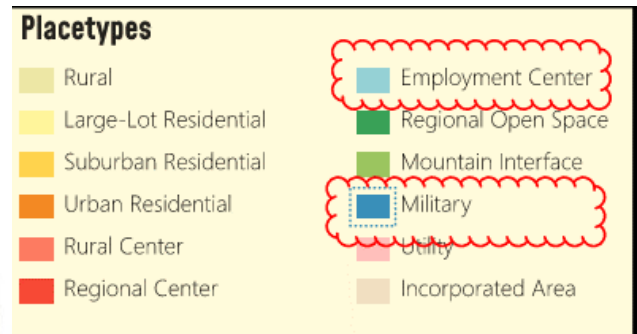 Placetypes
Rural
Large-Lot Residential
Suburban Residential
Urban Residential
Rural Center
Regional Center
Employment Center
Regional Open Space
Mountain Interface
Military
Utility
Incorporated Area